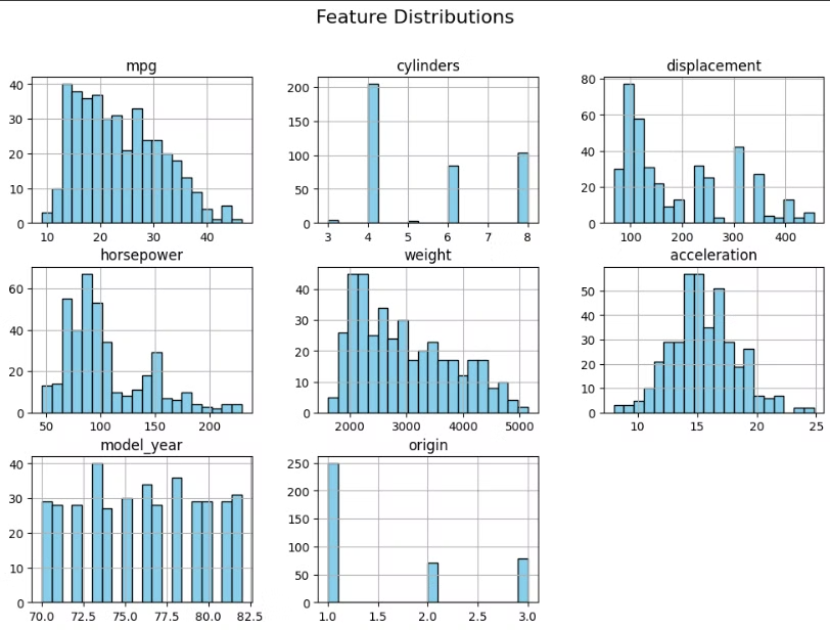 Feature Distributions
mpg
cylinders
displacement
40
30
20
10
0
10 20 30 40
200
150
100
50
0
3 4 5 6 7 8
80
60
40
20
0
100 200 300 400
horsepower
weight
acceleration
60
40
20
0
50 100 150 200
40
30
20
10
0
2000 3000 4000 5000
50
40
30
20
10
0
10 15 20 25
model_year
origin
40
30
20
10
0
70.0 72.5 75.0 77.5 80.0 82.5
250
200
150
100
50
0
1.0 1.5 2.0 2.5 3.0